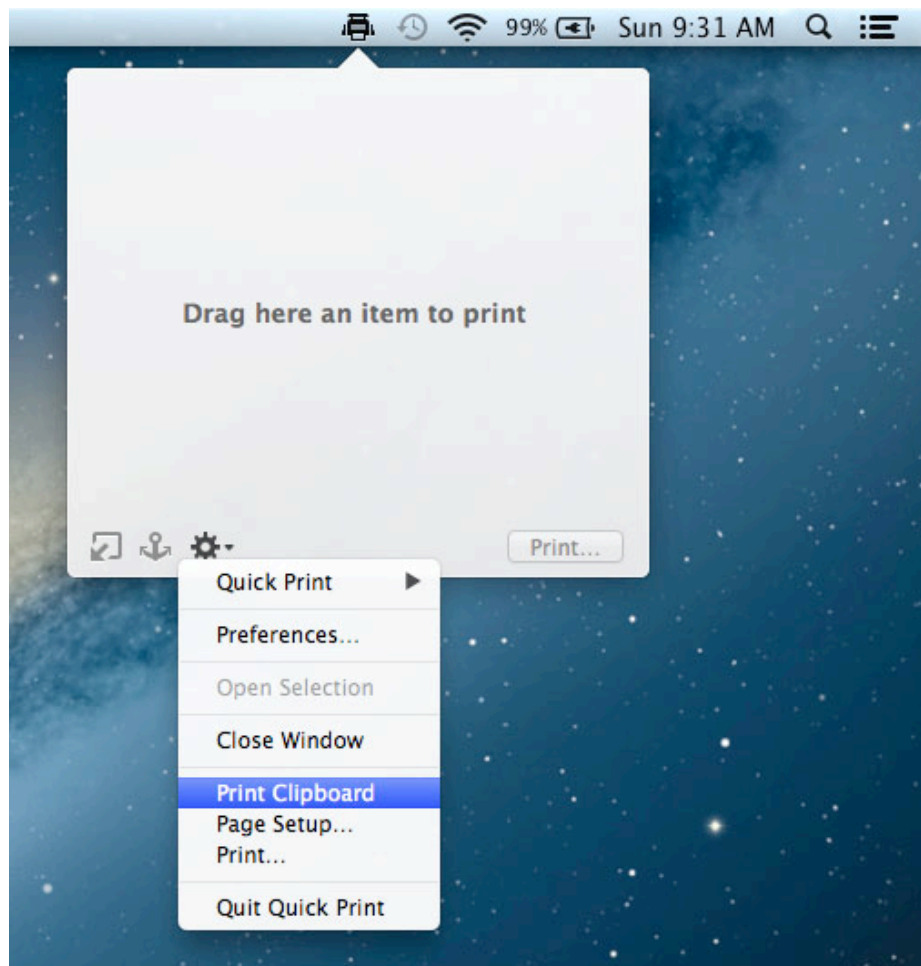 99% Sun 9:31 AM
Drag here an item to print
Print...
Quick Print
Preferences...
Open Selection
Close Window
Print Clipboard
Page Setup...
Print...
Quit Quick Print